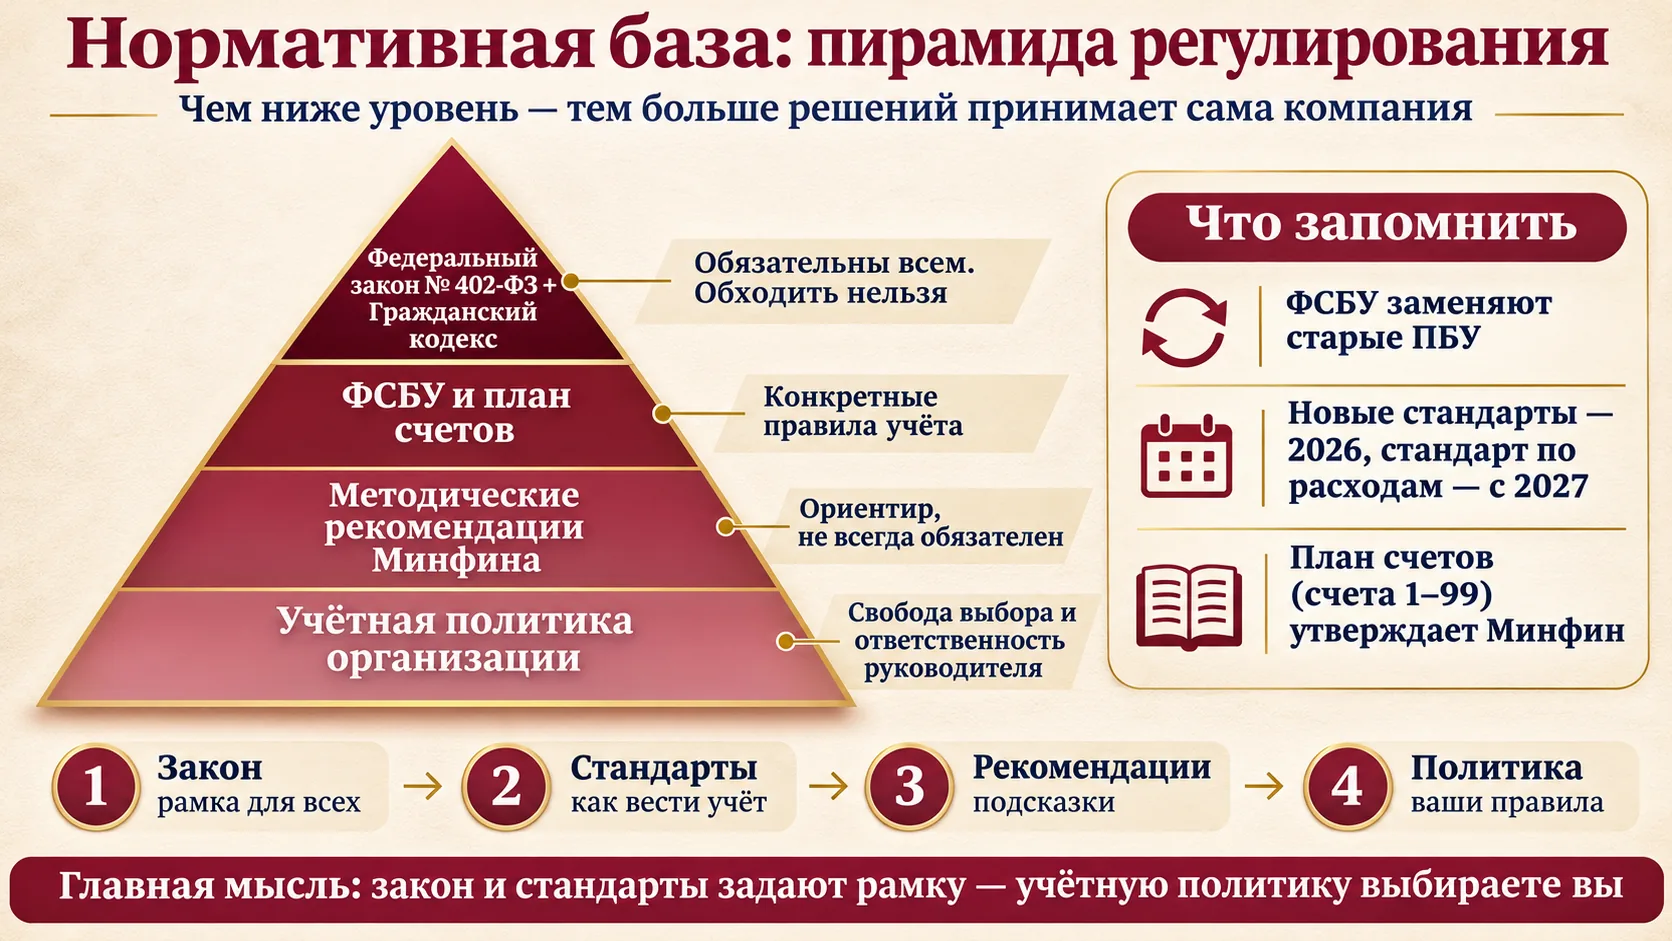 Нормативная база: пирамида регулирования
Чем ниже уровень — тем больше решений принимает сама компания
Федеральный
закон № 402-ФЗ +
Гражданский
кодекс
Обязательны всем.
Обходить нельзя
ФСБУ и план
счетов
Конкретные
правила учёта
Методические
рекомендации
Минфина
Ориентир,
не всегда обязателен
Учётная политика
организации
Свобода выбора и
ответственность
руководителя
Что запомнить
ФСБУ заменяют
старые ПБУ
Новые стандарты —
2026, стандарт по
расходам — с 2027
План счетов
(счета 1–99)
утверждает Минфин
1
Закон
рамка для всех
2
Стандарты
как вести учёт
3
Рекомендации
подсказки
4
Политика
ваши правила
Главная мысль: закон и стандарты задают рамку — учётную политику выбираете вы